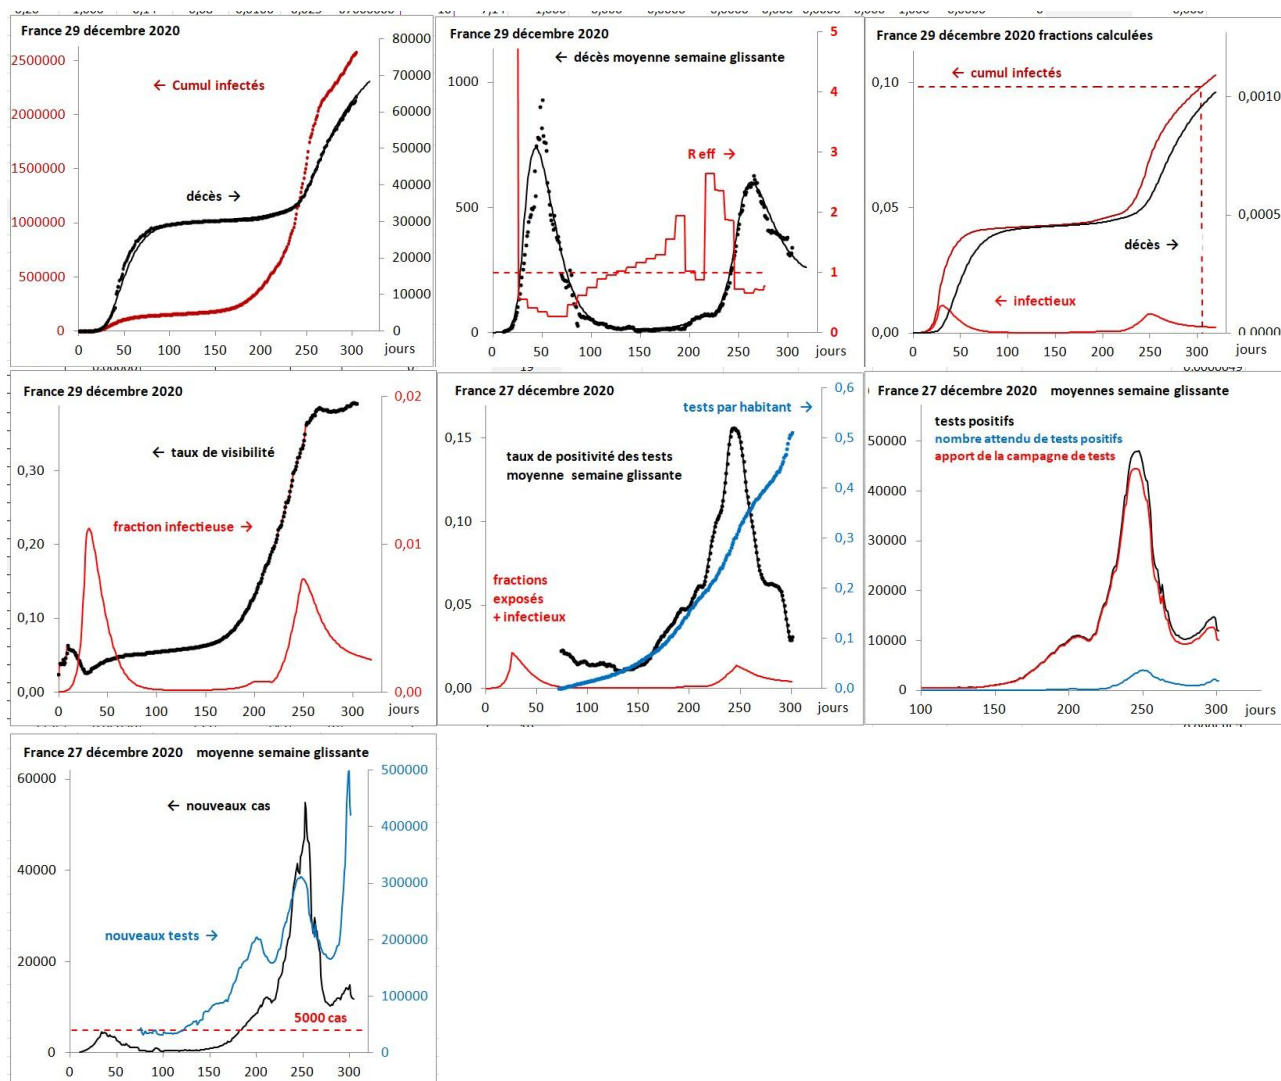 France 29 décembre 2020
← Cumul infectés
décès →
2500000
2000000
1500000
1000000
500000
0
80000
70000
60000
50000
40000
30000
20000
10000
0
0 50 100 150 200 250 300
jours
France 29 décembre 2020
← décès moyenne semaine glissante
R eff →
1000
500
0
5
4
3
2
1
0
0 50 100 150 200 250 300
jours
France 29 décembre 2020 fractions calculées
← cumul infectés
décès →
← infectieux
0,10
0,05
0,00
0,0010
0,0005
0,0000
0 50 100 150 200 250 300
jours
France 29 décembre 2020
← taux de visibilité
fraction infectieuse →
0,30
0,20
0,10
0,00
0,02
0,01
0,00
0 50 100 150 200 250 300
jours
France 27 décembre 2020
tests par habitant →
taux de positivité des tests
moyenne semaine glissante
fractions
exposés
+ infectieux
0,15
0,10
0,05
0,00
0,6
0,5
0,4
0,3
0,2
0,1
0,0
0 50 100 150 200 250 300
jours
France 27 décembre 2020 moyennes semaine glissante
tests positifs
nombre attendu de tests positifs
apport de la campagne de tests
50000
40000
30000
20000
10000
0
100 150 200 250 300
jours
France 27 décembre 2020 moyenne semaine glissante
← nouveaux cas
nouveaux tests →
5000 cas
60000
40000
20000
0
500000
400000
300000
200000
100000
0
0 50 100 150 200 250 300
jours